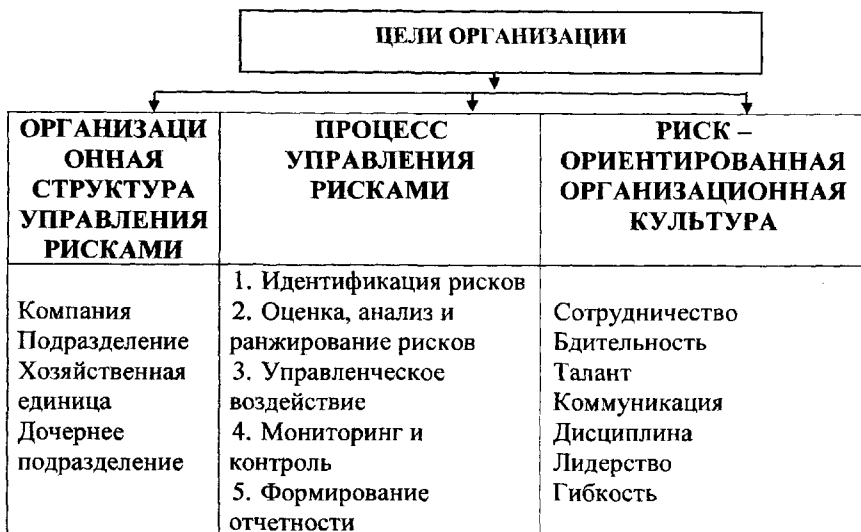 ЦЕЛИ ОРГАНИЗАЦИИ
ОРГАНИЗАЦИ
ОННАЯ
СТРУКТУРА
УПРАВЛЕНИЯ
РИСКАМИ
ПРОЦЕСС
УПРАВЛЕНИЯ
РИСКАМИ
РИСК –
ОРИЕНТИРОВАННАЯ
ОРГАНИЗАЦИОННАЯ
КУЛЬТУРА
Компания
Подразделение
Хозяйственная
единица
Дочернее
подразделение
1. Идентификация рисков
2. Оценка, анализ и
ранжирование рисков
3. Управленческое
воздействие
4. Мониторинг и
контроль
5. Формирование
отчетности
Сотрудничество
Бдительность
Талант
Коммуникация
Дисциплина
Лидерство
Гибкость